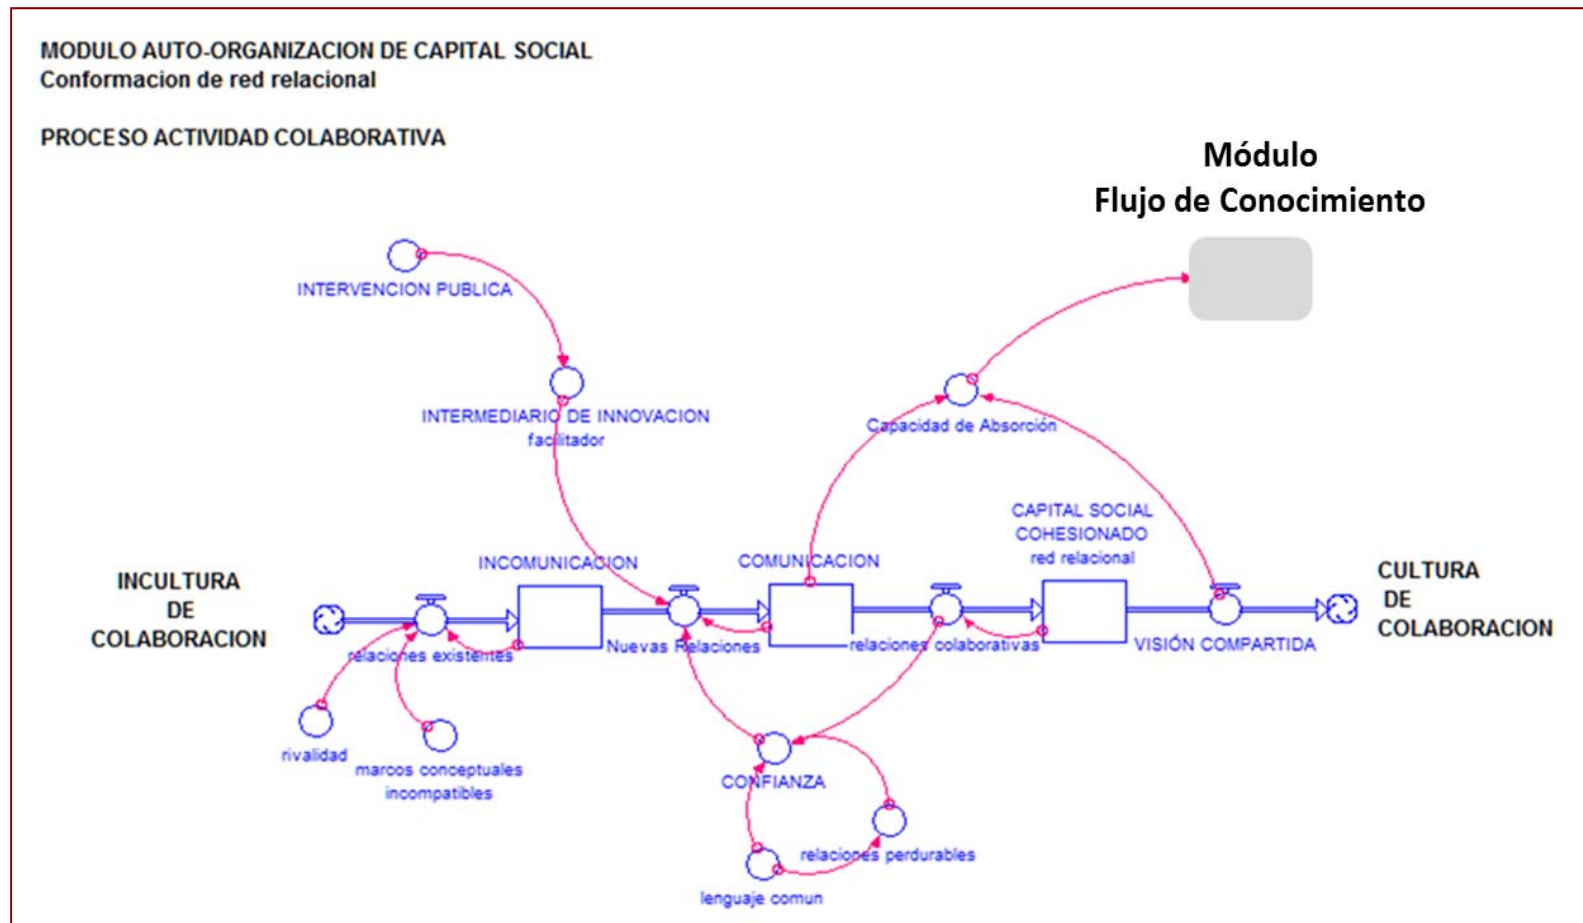 MODULO AUTO-ORGANIZACION DE CAPITAL SOCIAL
Conformacion de red relacional
PROCESO ACTIVIDAD COLABORATIVA
Módulo
Flujo de Conocimiento
INTERVENCION PUBLICA
INTERMEDIARIO DE INNOVACION
facilitador
Capacidad de Absorción
CAPITAL SOCIAL
COHESIONADO
red relacional
INCOMUNICACION
COMUNICACION
INCULTURA
DE
COLABORACION
CULTURA
DE
COLABORACION
relaciones existentes
Nuevas Relaciones
relaciones colaborativas
VISIÓN COMPARTIDA
rivalidad
marcos conceptuales
incompatibles
CONFIANZA
relaciones perdurables
lenguaje comun